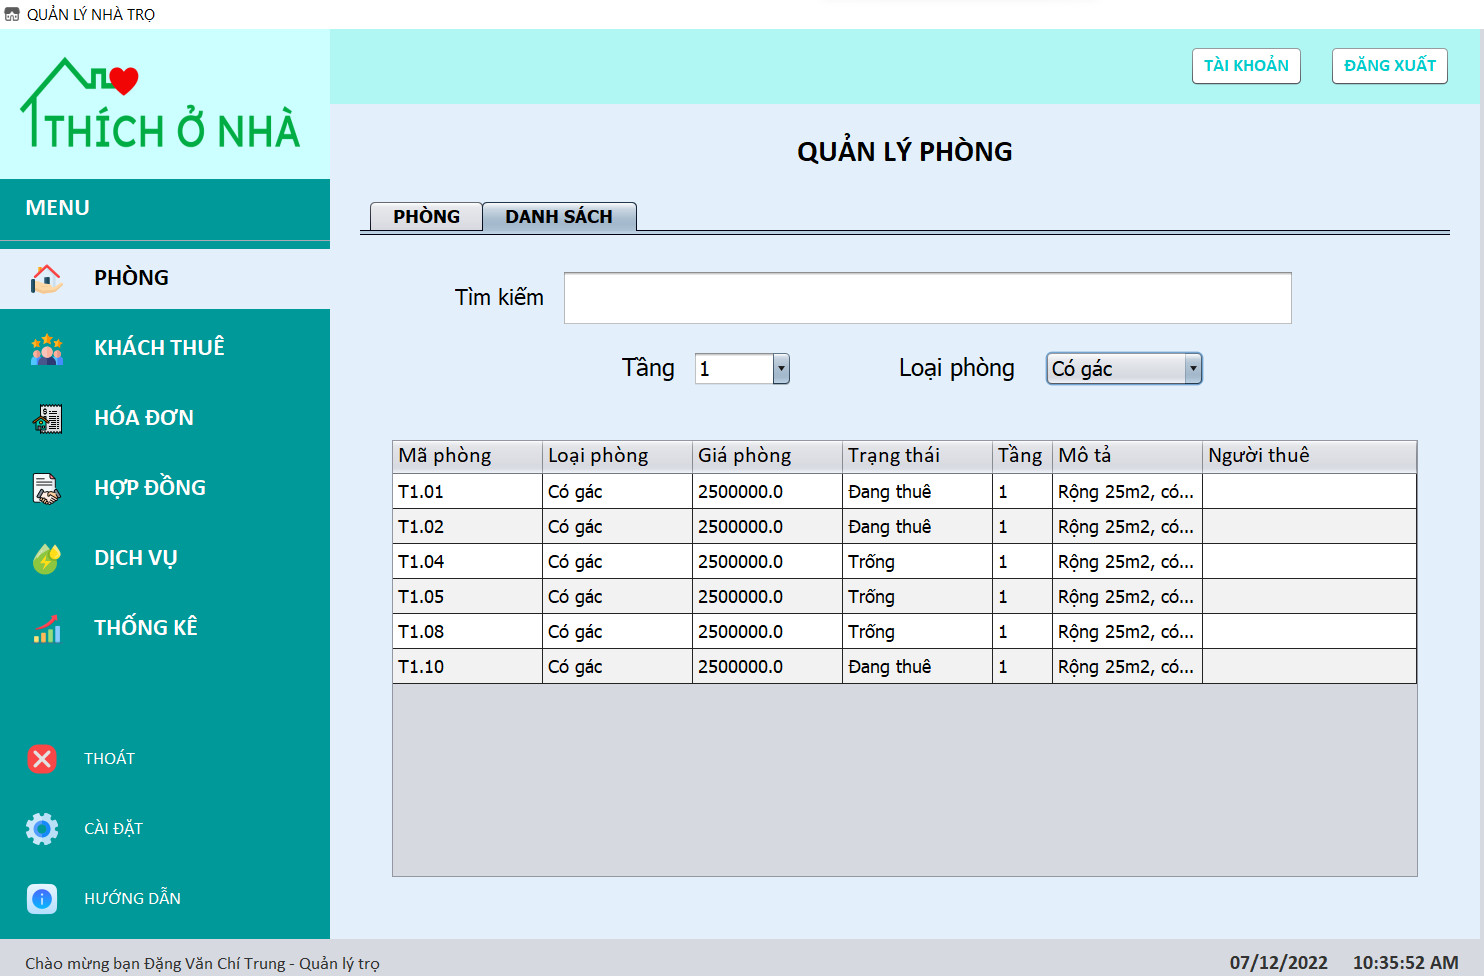 QUẢN LÝ NHÀ TRỌ
THÍCH Ở NHÀ
TÀI KHOẢN ĐĂNG XUẤT
MENU
PHÒNG
KHÁCH THUÊ
HÓA ĐƠN
HỢP ĐỒNG
DỊCH VỤ
THỐNG KÊ
THOÁT
CÀI ĐẶT
HƯỚNG DẪN
QUẢN LÝ PHÒNG
PHÒNG DANH SÁCH
Tìm kiếm
Tầng 1 Loại phòng Có gác
Mã phòng Loại phòng Giá phòng Trạng thái Tầng Mô tả Người thuê
T1.01 Có gác 2500000.0 Đang thuê 1 Rộng 25m2, có...
T1.02 Có gác 2500000.0 Đang thuê 1 Rộng 25m2, có...
T1.04 Có gác 2500000.0 Trống 1 Rộng 25m2, có...
T1.05 Có gác 2500000.0 Trống 1 Rộng 25m2, có...
T1.08 Có gác 2500000.0 Trống 1 Rộng 25m2, có...
T1.10 Có gác 2500000.0 Đang thuê 1 Rộng 25m2, có...
Chào mừng bạn Đặng Văn Chí Trung - Quản lý trọ 07/12/2022 10:35:52 AM